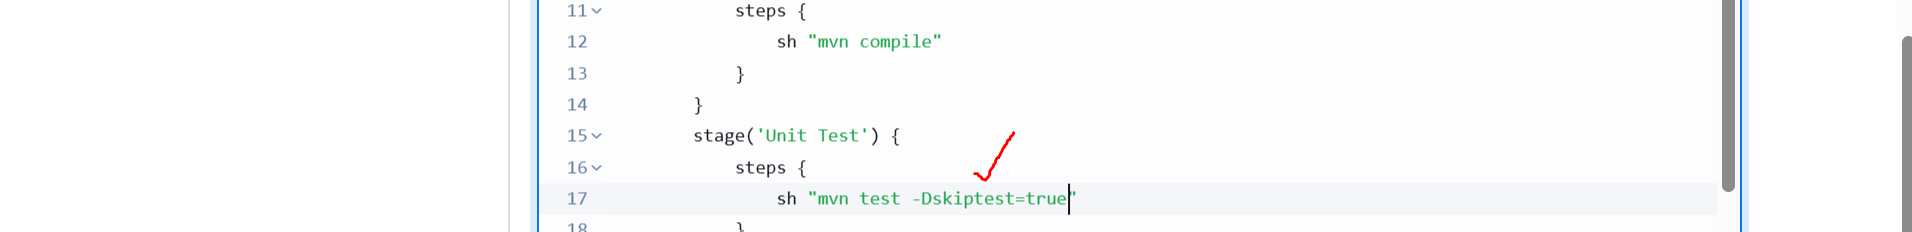 11 steps {
12 sh "mvn compile"
13 }
14 }
15 stage('Unit Test') {
16 steps {
17 sh "mvn test -Dskiptest=true"
18 }